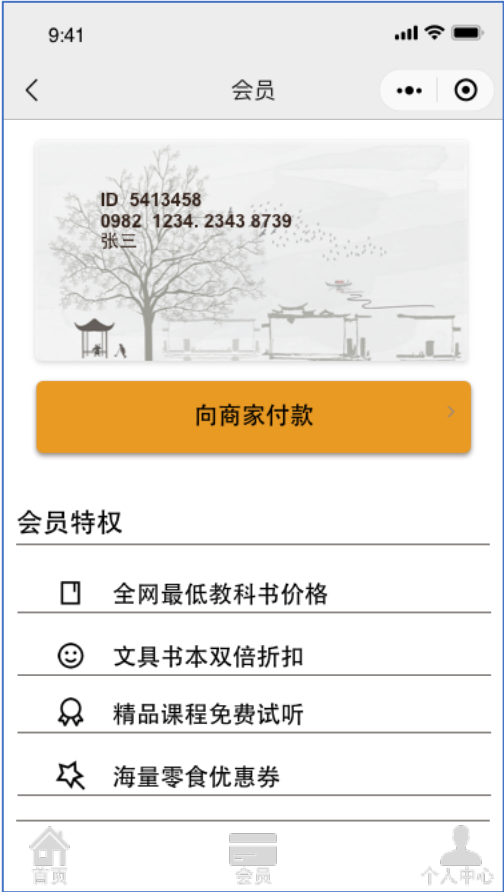 9:41
会员
ID 5413458
0982 1234. 2343 8739
张三
向商家付款
会员特权
全网最低教科书价格
文具书本双倍折扣
精品课程免费试听
海量零食优惠券
首页
会员
个人中心